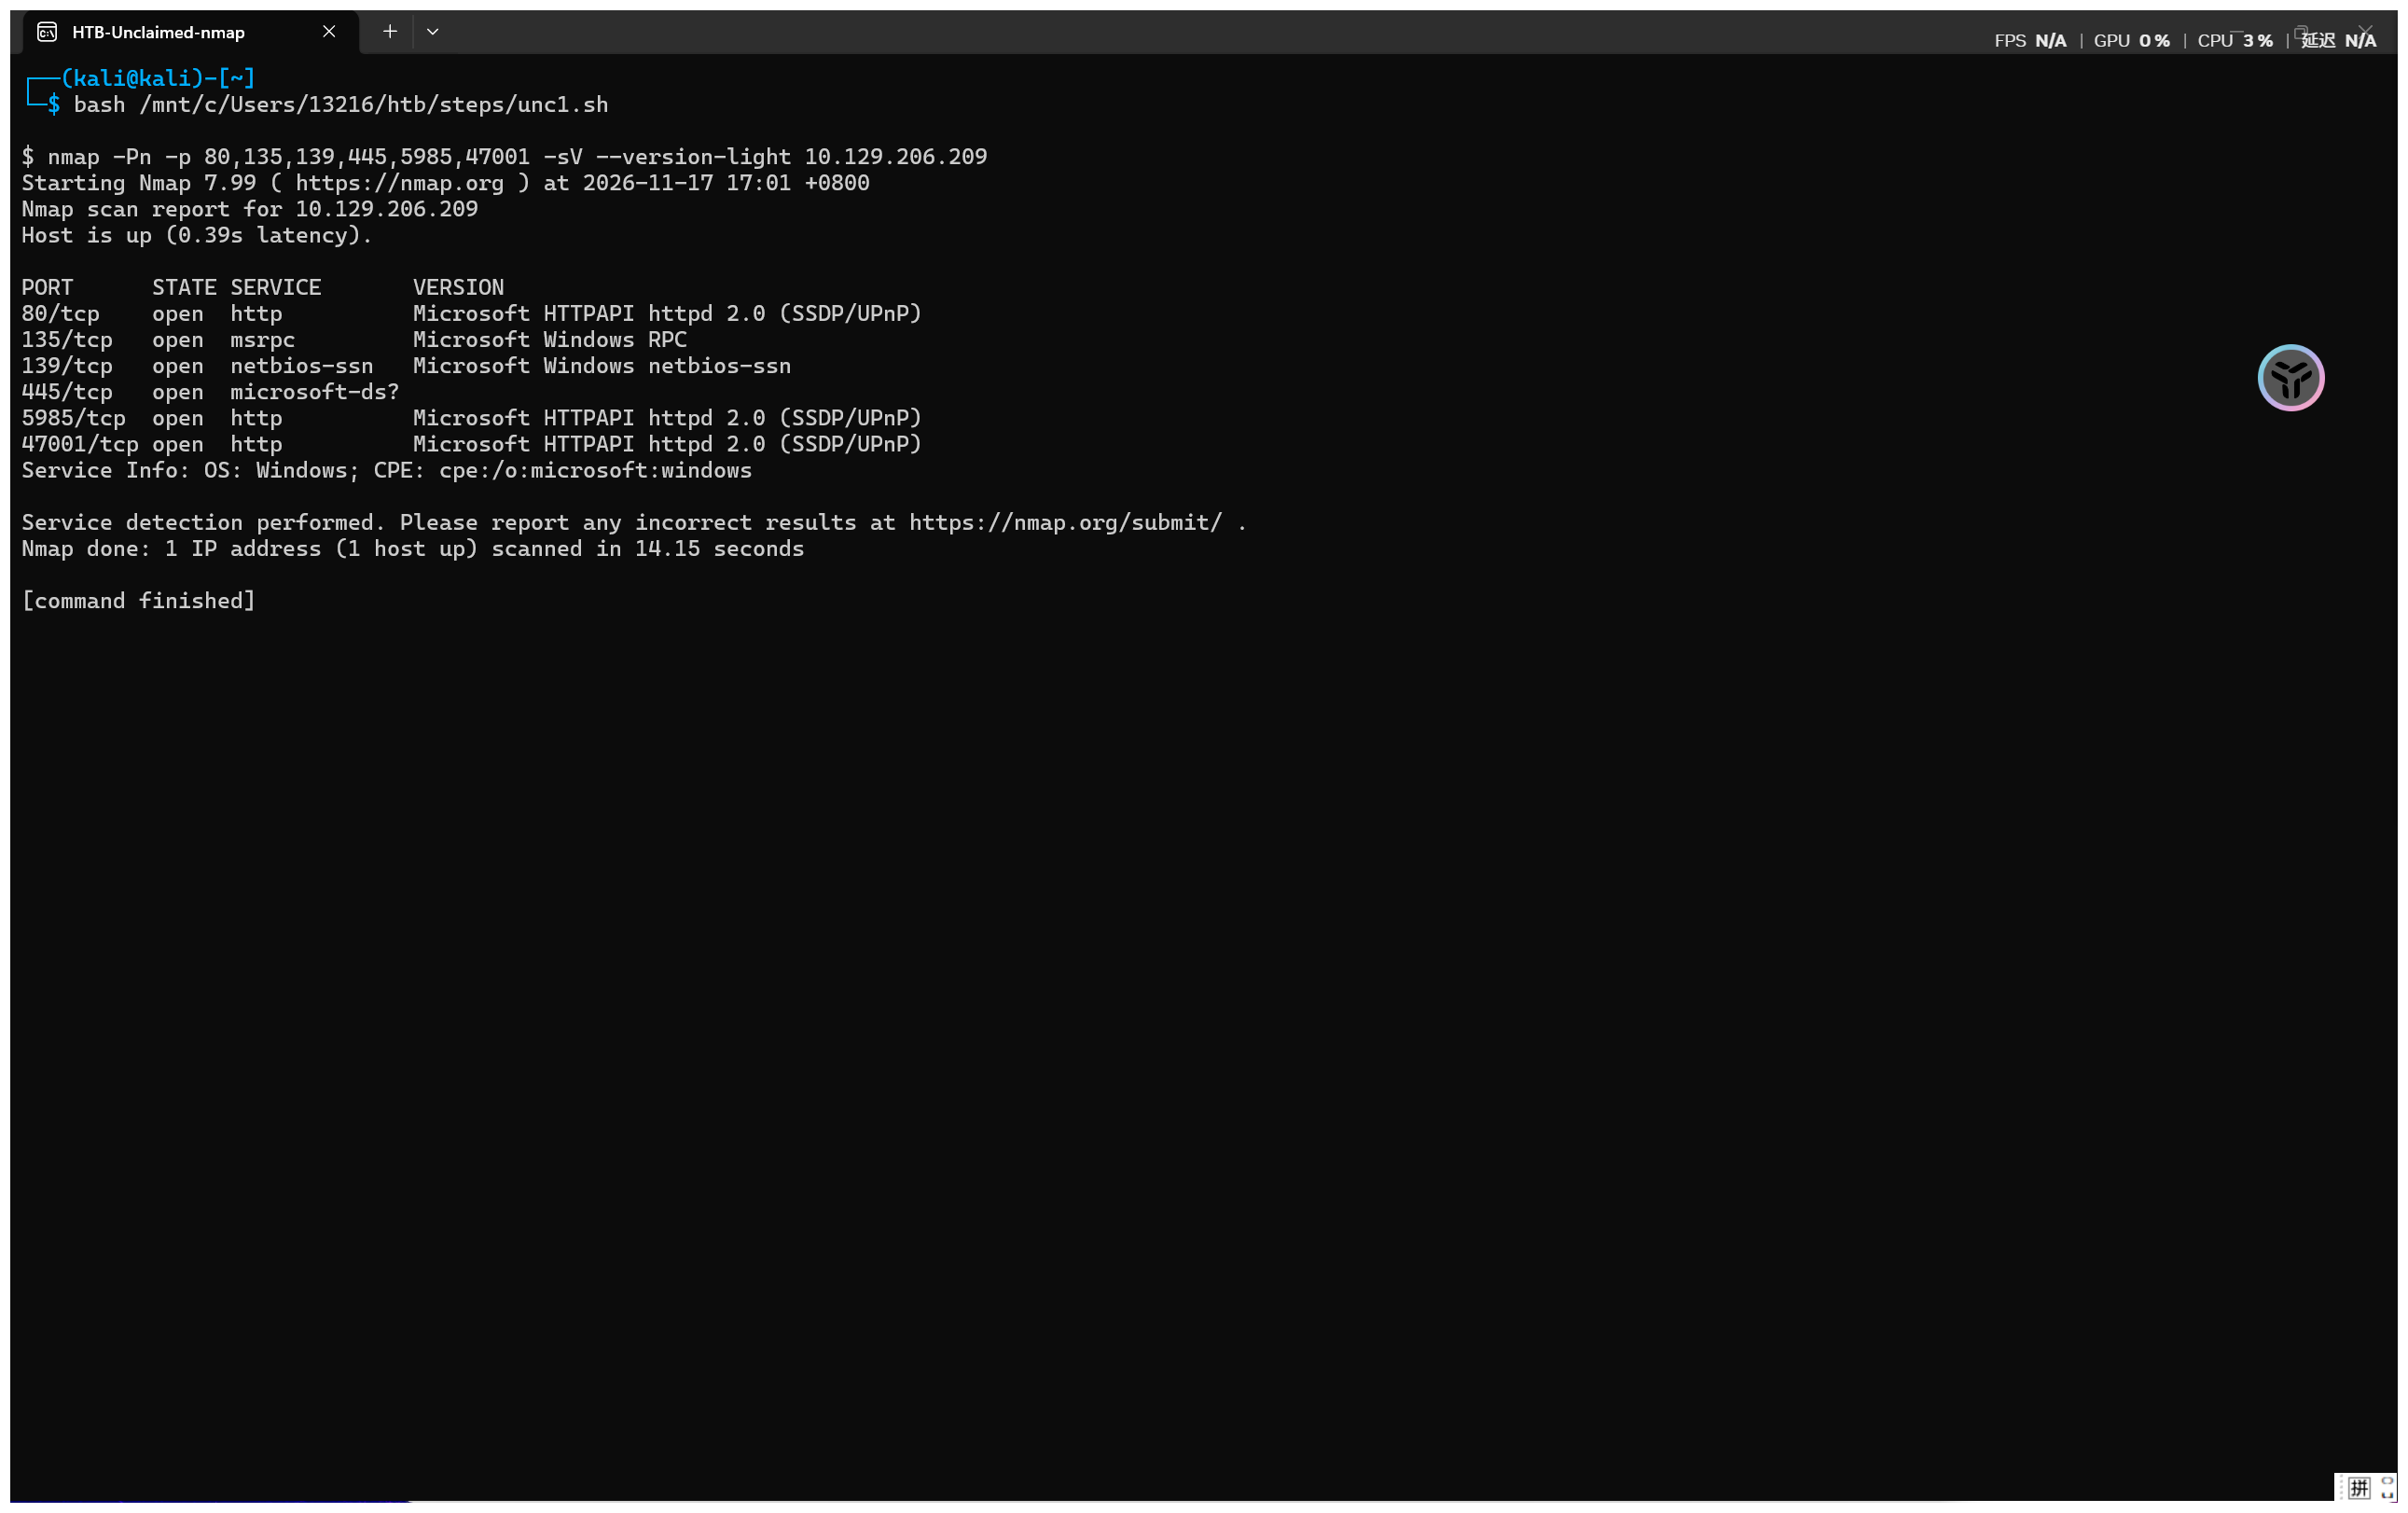 HTB-Unclaimed-nmap
FPS N/A | GPU 0% | CPU 3% | 延迟 N/A
┌──(kali@kali)-[~]
└─$ bash /mnt/c/Users/13216/htb/steps/unc1.sh
$ nmap -Pn -p 80,135,139,445,5985,47001 -sV --version-light 10.129.206.209
Starting Nmap 7.99 ( https://nmap.org ) at 2026-11-17 17:01 +0800
Nmap scan report for 10.129.206.209
Host is up (0.39s latency).
PORT      STATE SERVICE       VERSION
80/tcp    open  http          Microsoft HTTPAPI httpd 2.0 (SSDP/UPnP)
135/tcp   open  msrpc         Microsoft Windows RPC
139/tcp   open  netbios-ssn   Microsoft Windows netbios-ssn
445/tcp   open  microsoft-ds?
5985/tcp  open  http          Microsoft HTTPAPI httpd 2.0 (SSDP/UPnP)
47001/tcp open  http          Microsoft HTTPAPI httpd 2.0 (SSDP/UPnP)
Service Info: OS: Windows; CPE: cpe:/o:microsoft:windows
Service detection performed. Please report any incorrect results at https://nmap.org/submit/ .
Nmap done: 1 IP address (1 host up) scanned in 14.15 seconds
[command finished]
拼